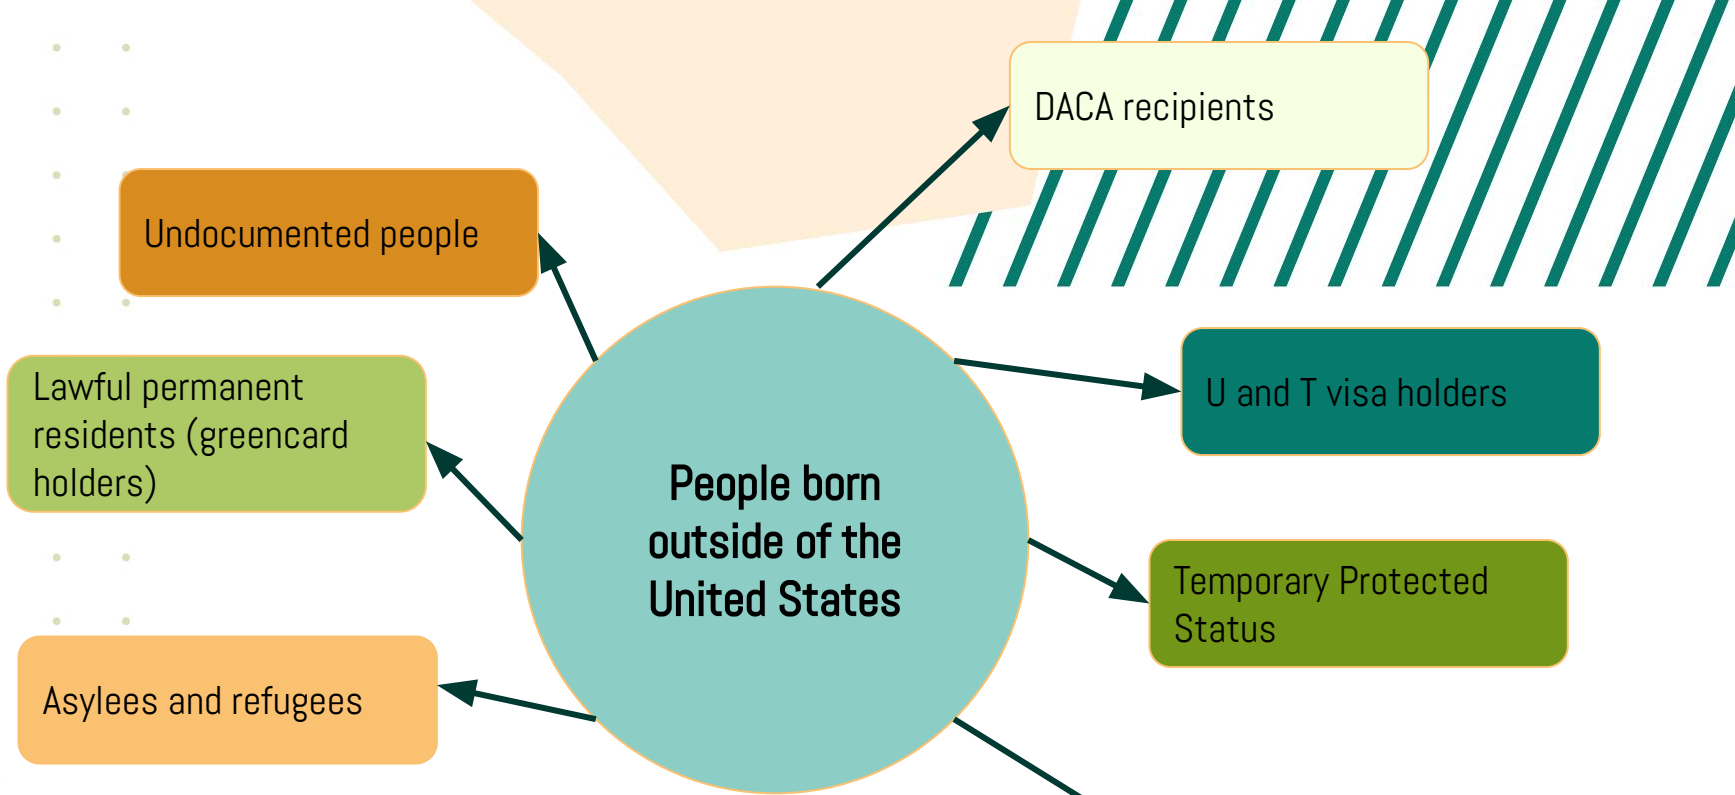 DACA recipients
Undocumented people
Lawful permanent
residents (greencard
holders)
U and T visa holders
People born
outside of the
United States
Temporary Protected
Status
Asylees and refugees